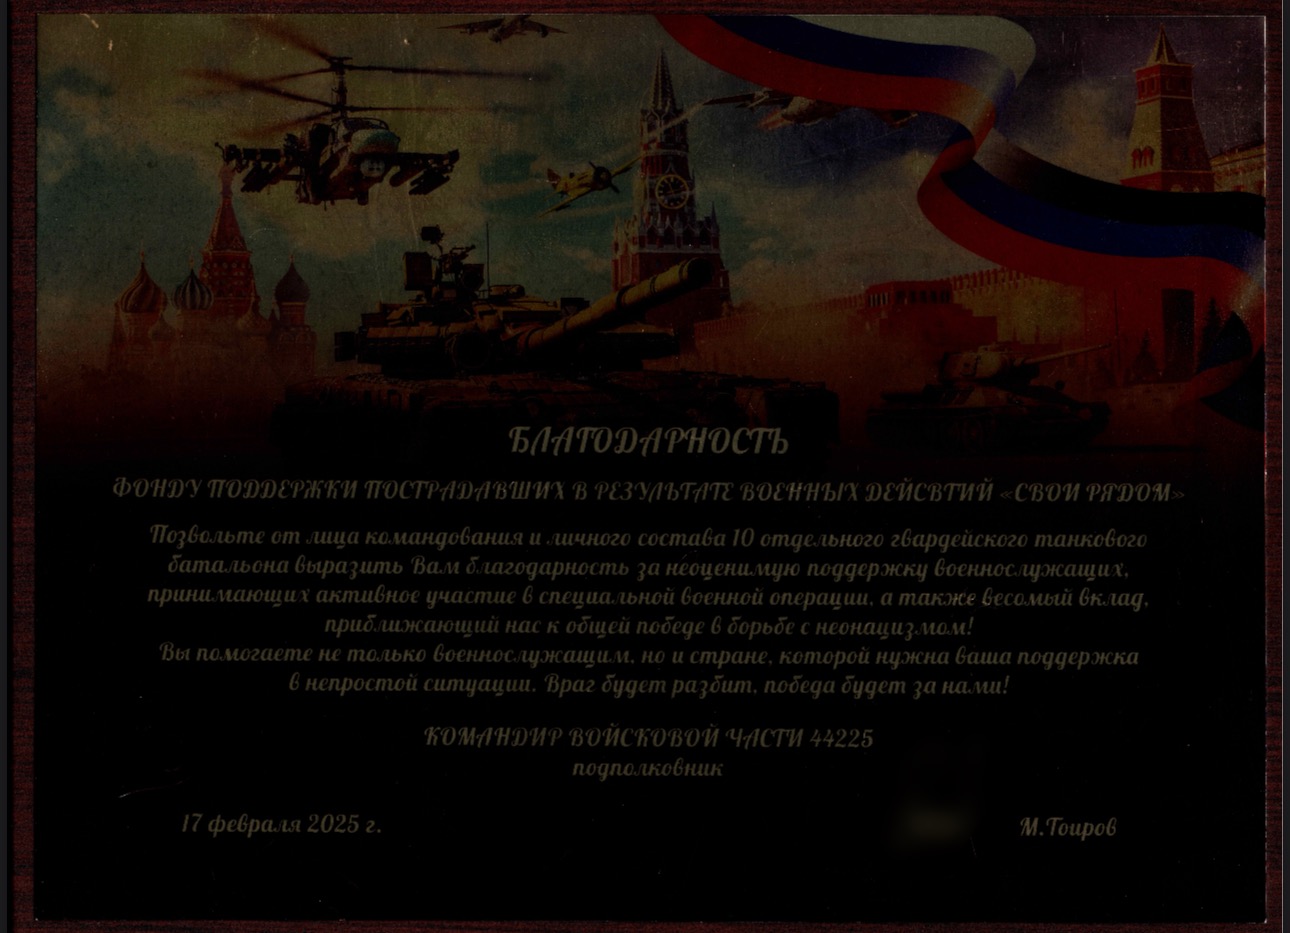 БЛАГОДАРНОСТЬ
ФОНДУ ПОДДЕРЖКИ ПОСТРАДАВШИХ В РЕЗУЛЬТАТЕ ВОЕННЫХ ДЕЙСВТИЙ «СВОИ РЯДОМ»
Позвольте от лица командования и личного состава 10 отдельного гвардейского танкового
батальона выразить Вам благодарность за неоценимую поддержку военнослужащих,
принимающих активное участие в специальной военной операции, а также весомый вклад,
приближающий нас к общей победе в борьбе с неонацизмом!
Вы помогаете не только военнослужащим, но и стране, которой нужна ваша поддержка
в непростой ситуации. Враг будет разбит, победа будет за нами!
КОМАНДИР ВОЙСКОВОЙ ЧАСТИ 44225
подполковник
17 февраля 2025 г.
М.Тоиров